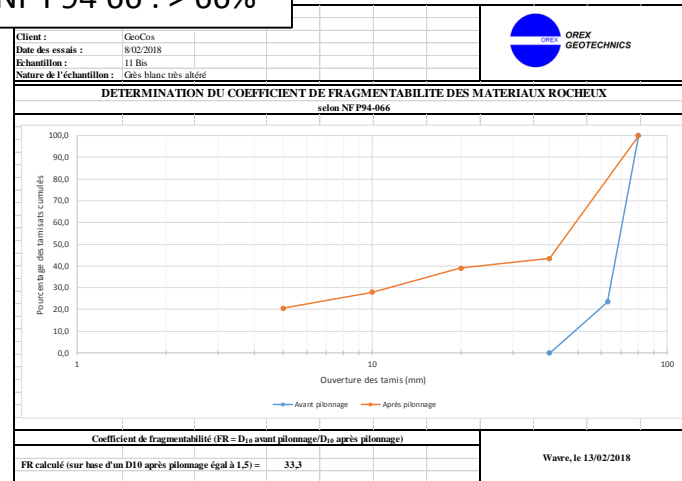 NF P94 66 : > 66%
Client : GeoCos
Date des essais : 8/02/2018
Echantillon : 11 Bis
Nature de l'échantillon : Grès blanc très altéré
OREX
OREX
GEOTECHNICS
DETERMINATION DU COEFFICIENT DE FRAGMENTABILITE DES MATERIAUX ROCHEUX
selon NF P94-066
Pourcentage des tamisats cumulés
100,0
90,0
80,0
70,0
60,0
50,0
40,0
30,0
20,0
10,0
0,0
1 10 100
Ouverture des tamis (mm)
Avant pilonnage Après pilonnage
Coefficient de fragmentabilité (FR = D10 avant pilonnage/D10 après pilonnage)
FR calculé (sur base d'un D10 après pilonnage égal à 1,5) = 33,3
Wavre, le 13/02/2018